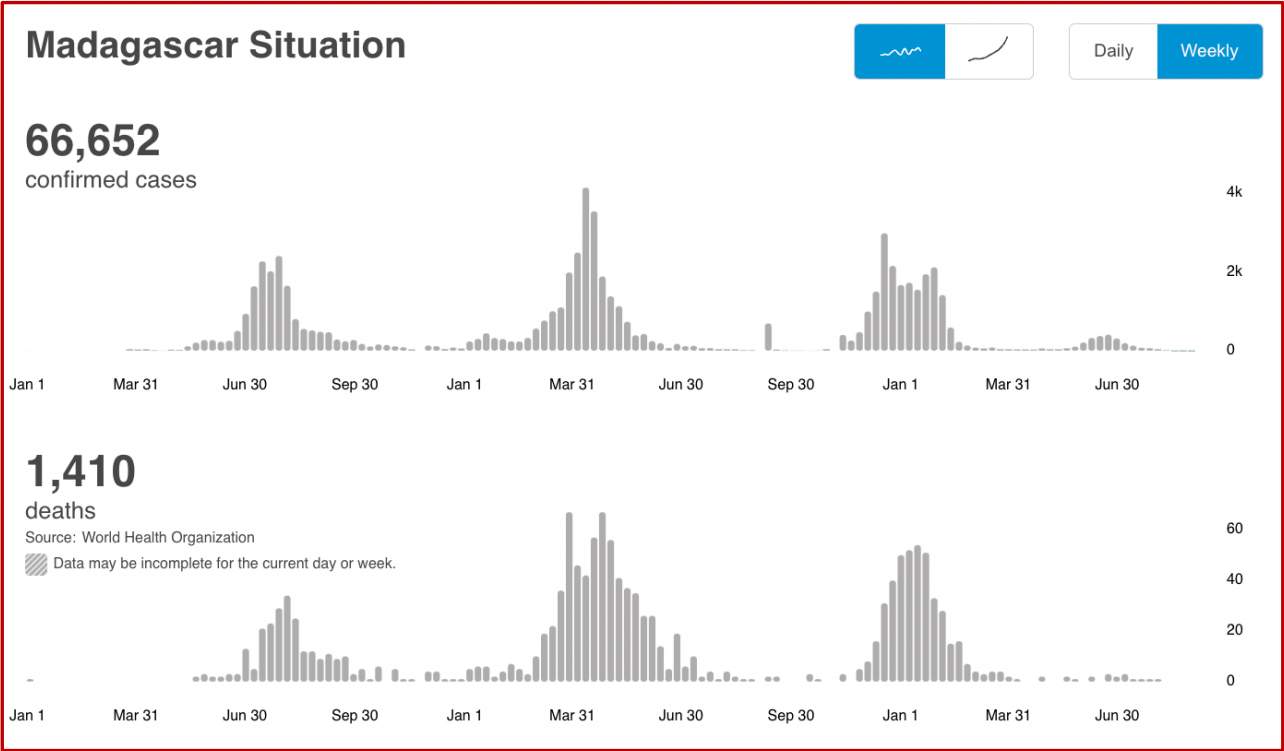 Madagascar Situation
Daily Weekly
66,652
confirmed cases
4k
2k
0
Jan 1 Mar 31 Jun 30 Sep 30 Jan 1 Mar 31 Jun 30 Sep 30 Jan 1 Mar 31 Jun 30
1,410
deaths
Source: World Health Organization
Data may be incomplete for the current day or week.
60
40
20
0
Jan 1 Mar 31 Jun 30 Sep 30 Jan 1 Mar 31 Jun 30 Sep 30 Jan 1 Mar 31 Jun 30